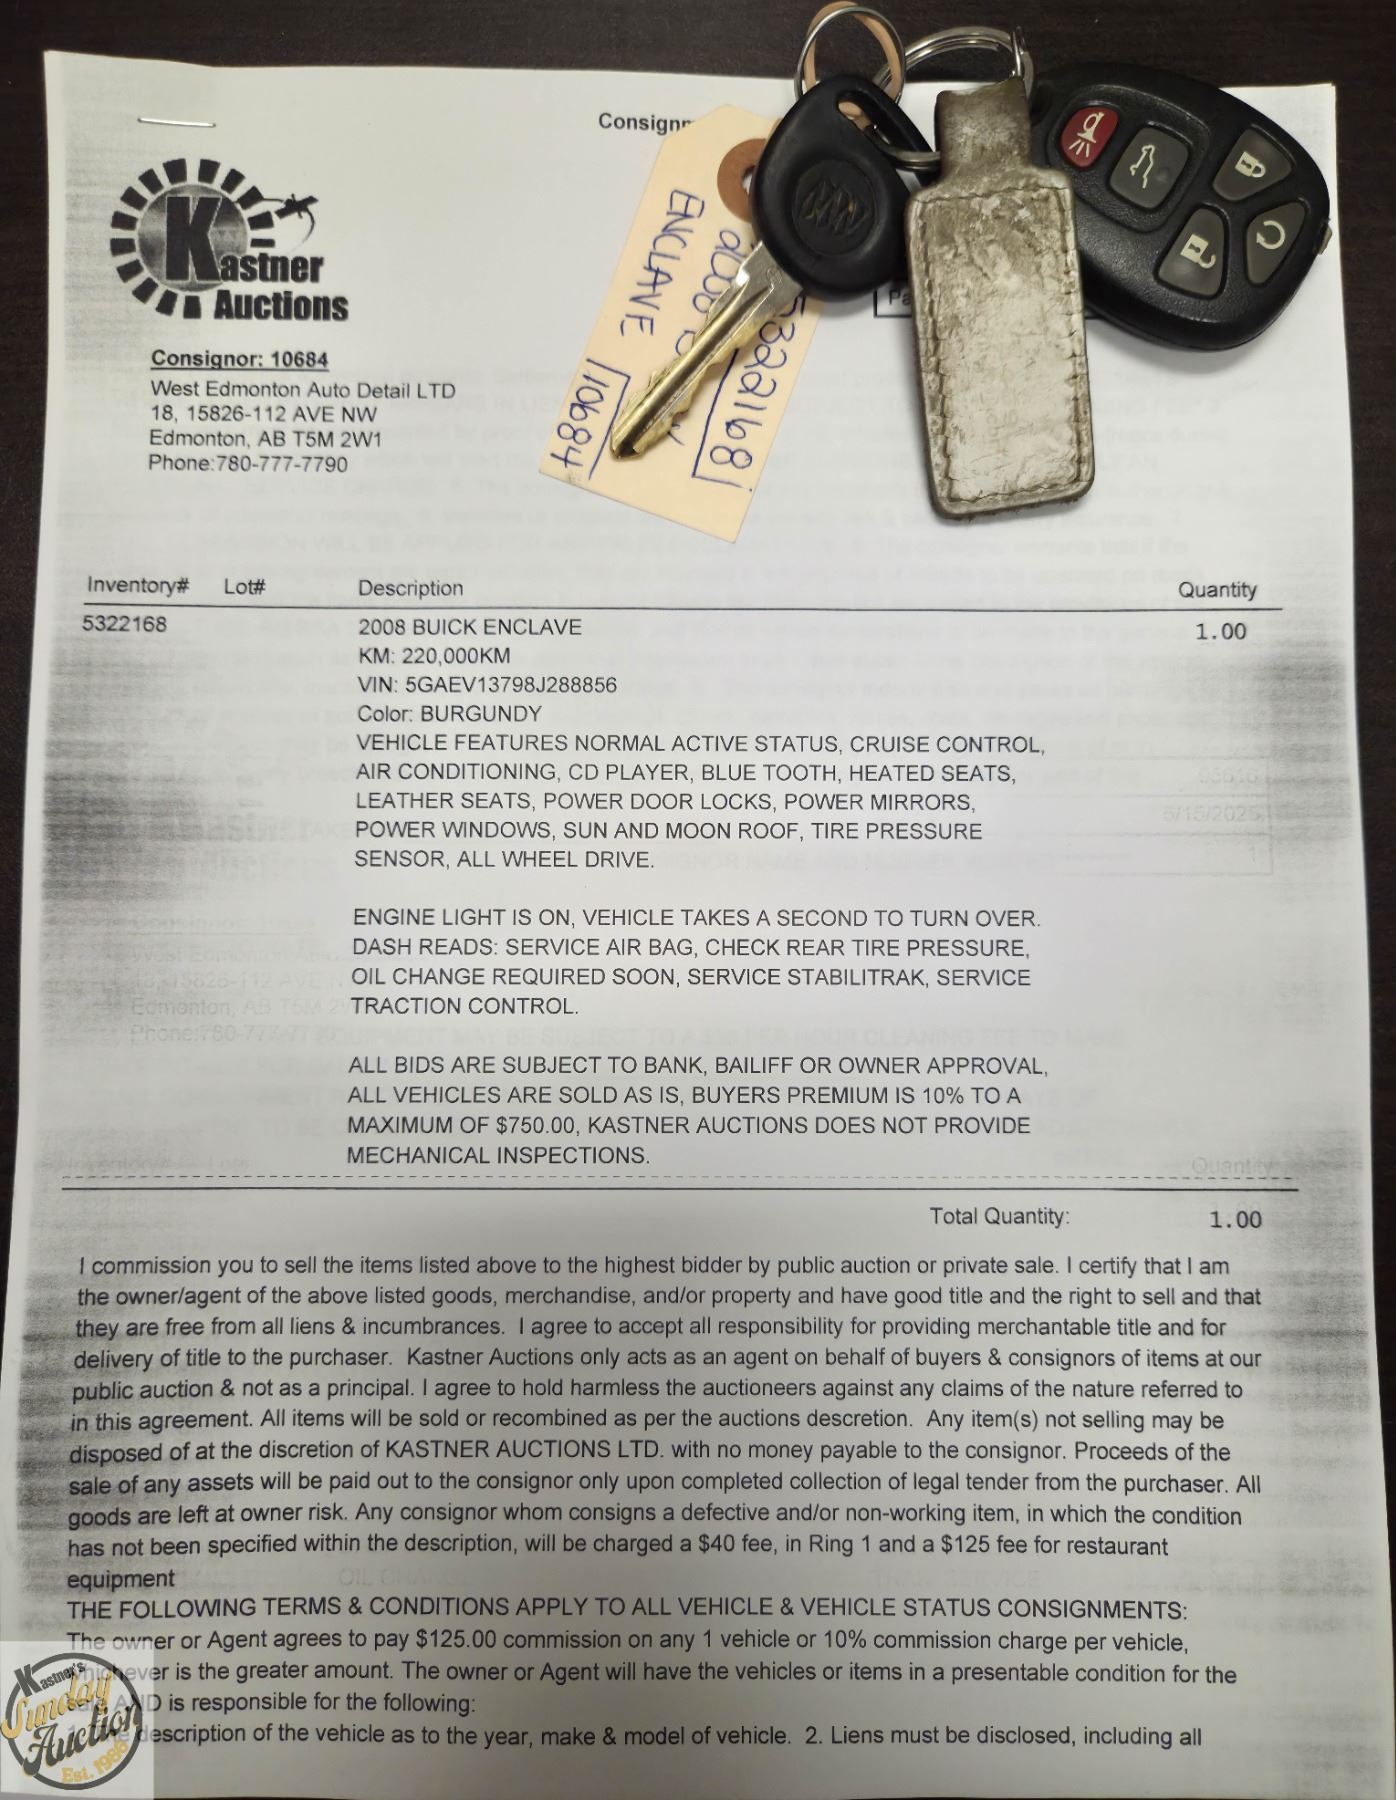 Consignm
Kastner
Auctions
Consignor: 10684
West Edmonton Auto Detail LTD
18, 15826-112 AVE NW
Edmonton, AB T5M 2W1
Phone:780-777-7790
5322168
2008
ENCLAVE
10684
Pa
Inventory# Lot# Description Quantity
5322168 2008 BUICK ENCLAVE 1.00
KM: 220,000KM
VIN: 5GAEV13798J288856
Color: BURGUNDY
VEHICLE FEATURES NORMAL ACTIVE STATUS, CRUISE CONTROL,
AIR CONDITIONING, CD PLAYER, BLUE TOOTH, HEATED SEATS,
LEATHER SEATS, POWER DOOR LOCKS, POWER MIRRORS,
POWER WINDOWS, SUN AND MOON ROOF, TIRE PRESSURE
SENSOR, ALL WHEEL DRIVE.
ENGINE LIGHT IS ON, VEHICLE TAKES A SECOND TO TURN OVER.
DASH READS: SERVICE AIR BAG, CHECK REAR TIRE PRESSURE,
OIL CHANGE REQUIRED SOON, SERVICE STABILITRAK, SERVICE
TRACTION CONTROL.
ALL BIDS ARE SUBJECT TO BANK, BAILIFF OR OWNER APPROVAL,
ALL VEHICLES ARE SOLD AS IS, BUYERS PREMIUM IS 10% TO A
MAXIMUM OF $750.00, KASTNER AUCTIONS DOES NOT PROVIDE
MECHANICAL INSPECTIONS.
Total Quantity: 1.00
I commission you to sell the items listed above to the highest bidder by public auction or private sale. I certify that I am
the owner/agent of the above listed goods, merchandise, and/or property and have good title and the right to sell and that
they are free from all liens & incumbrances. I agree to accept all responsibility for providing merchantable title and for
delivery of title to the purchaser. Kastner Auctions only acts as an agent on behalf of buyers & consignors of items at our
public auction & not as a principal. I agree to hold harmless the auctioneers against any claims of the nature referred to
in this agreement. All items will be sold or recombined as per the auctions descretion. Any item(s) not selling may be
disposed of at the discretion of KASTNER AUCTIONS LTD. with no money payable to the consignor. Proceeds of the
sale of any assets will be paid out to the consignor only upon completed collection of legal tender from the purchaser. All
goods are left at owner risk. Any consignor whom consigns a defective and/or non-working item, in which the condition
has not been specified within the description, will be charged a $40 fee, in Ring 1 and a $125 fee for restaurant
equipment
THE FOLLOWING TERMS & CONDITIONS APPLY TO ALL VEHICLE & VEHICLE STATUS CONSIGNMENTS:
The owner or Agent agrees to pay $125.00 commission on any 1 vehicle or 10% commission charge per vehicle,
whichever is the greater amount. The owner or Agent will have the vehicles or items in a presentable condition for the
sale AND is responsible for the following:
description of the vehicle as to the year, make & model of vehicle. 2. Liens must be disclosed, including all
Kastner's
Sunday
Auction
Est. 1986